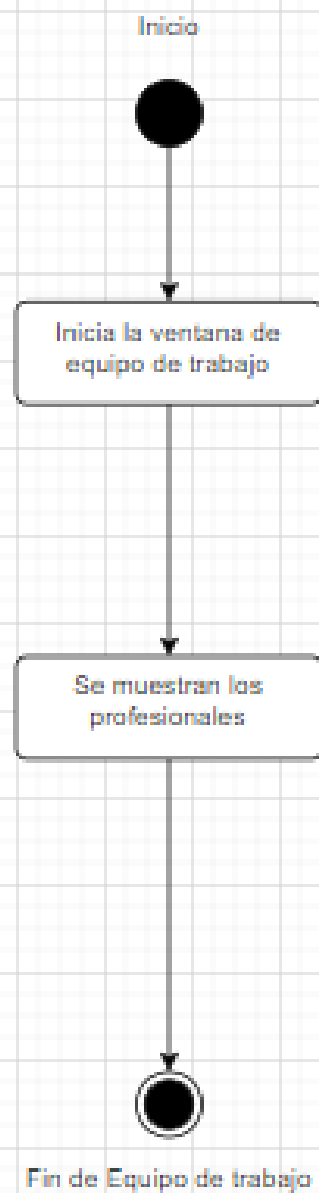 Inicio
Inicia la ventana de
equipo de trabajo
Se muestran los
profesionales
Fin de Equipo de trabajo